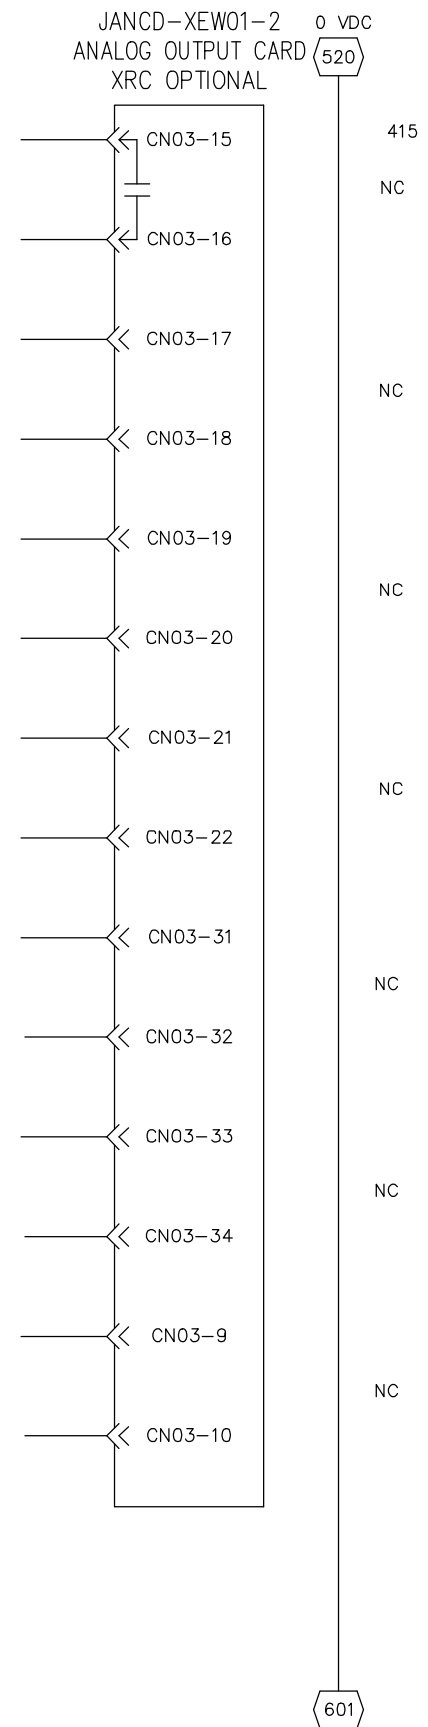 JANCD-XEW01-2
ANALOG OUTPUT CARD
XRC OPTIONAL
0 VDC
520
415
CN03-15
NC
CN03-16
CN03-17
NC
CN03-18
CN03-19
NC
CN03-20
CN03-21
NC
CN03-22
CN03-31
NC
CN03-32
CN03-33
NC
CN03-34
CN03-9
NC
CN03-10
601